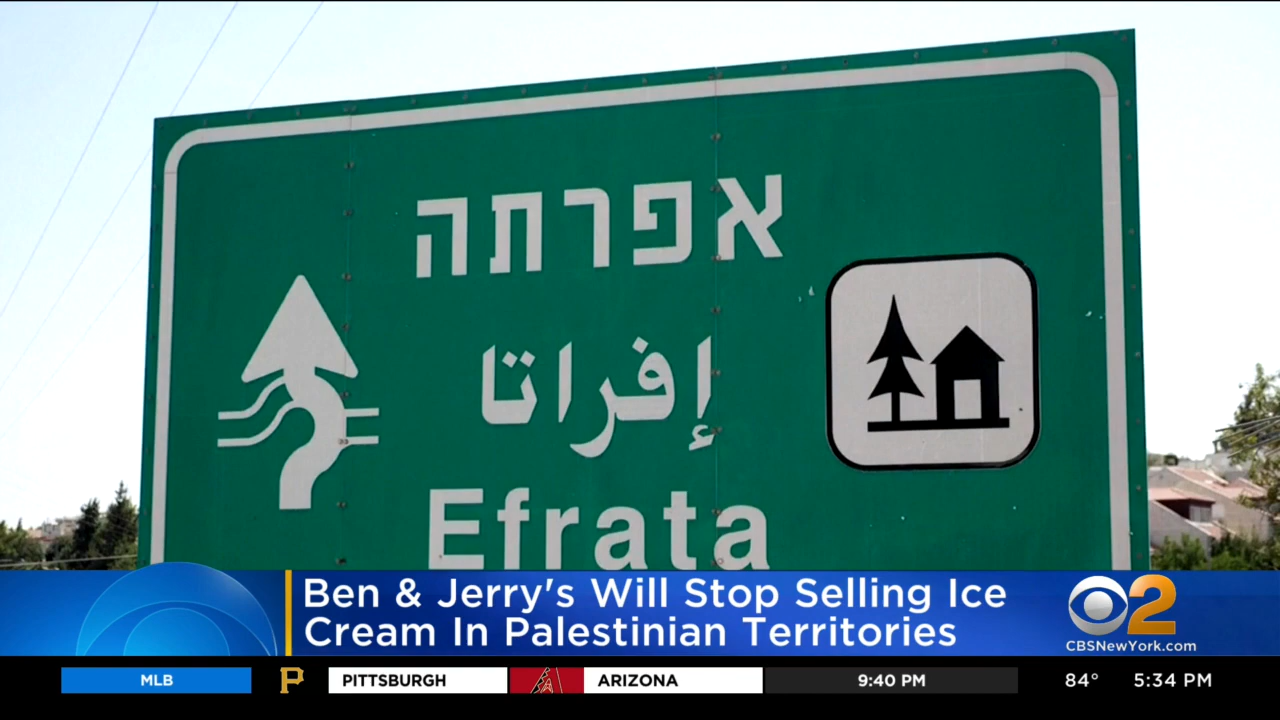 אפרתה
إفراتا
Efrata
Ben & Jerry's Will Stop Selling Ice
Cream In Palestinian Territories
2
CBSNewYork.com
MLB P PITTSBURGH A ARIZONA 9:40 PM 84° 5:34 PM